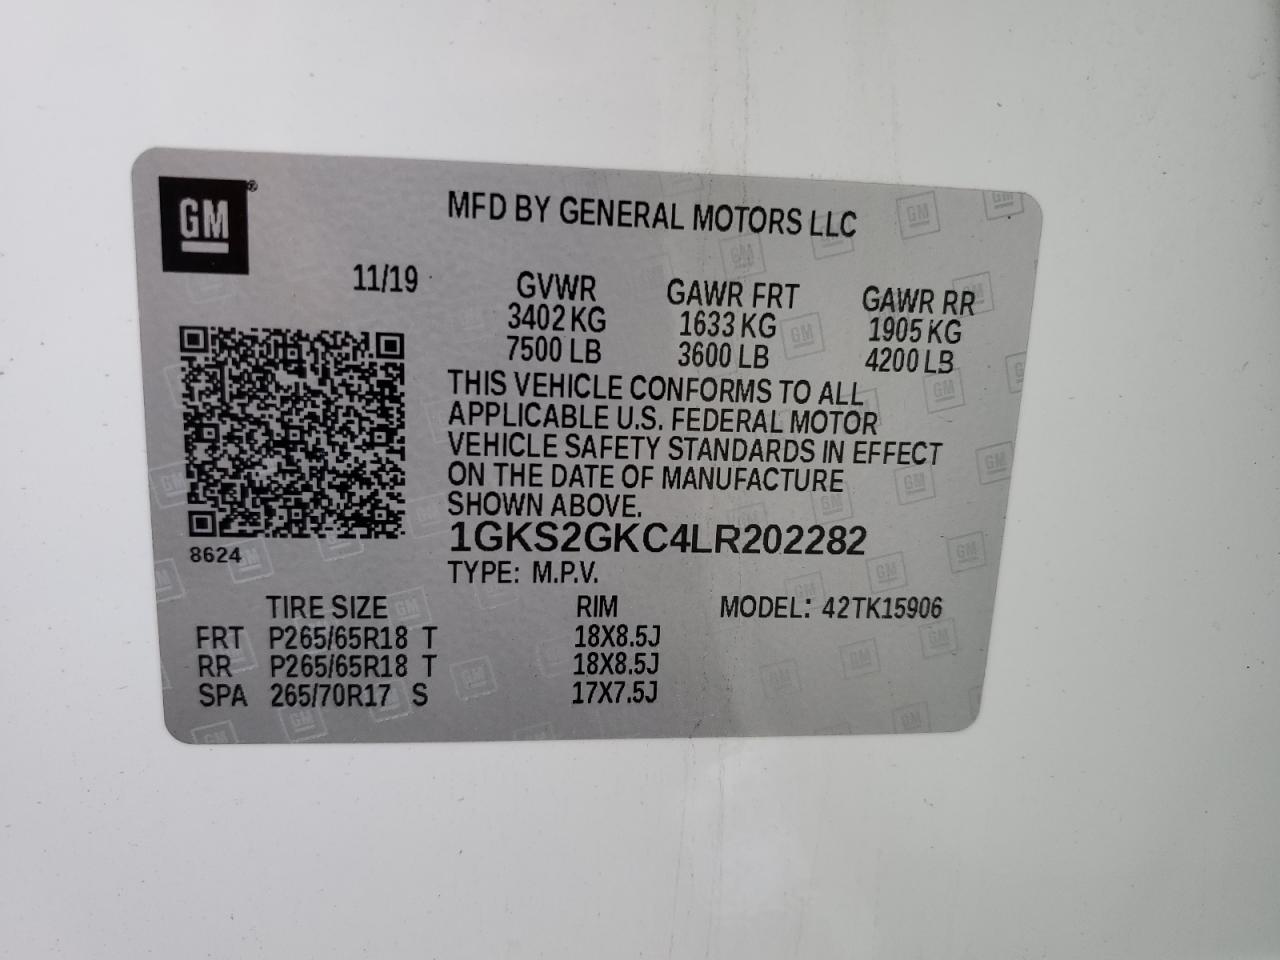 GM
MFD BY GENERAL MOTORS LLC
11/19
GVWR GAWR FRT GAWR RR
3402 KG 1633 KG 1905 KG
7500 LB 3600 LB 4200 LB
THIS VEHICLE CONFORMS TO ALL
APPLICABLE U.S. FEDERAL MOTOR
VEHICLE SAFETY STANDARDS IN EFFECT
ON THE DATE OF MANUFACTURE
SHOWN ABOVE.
1GKS2GKC4LR202282
8624
TYPE: M.P.V.
TIRE SIZE RIM MODEL: 42TK15906
FRT P265/65R18 T 18X8.5J
RR P265/65R18 T 18X8.5J
SPA 265/70R17 S 17X7.5J